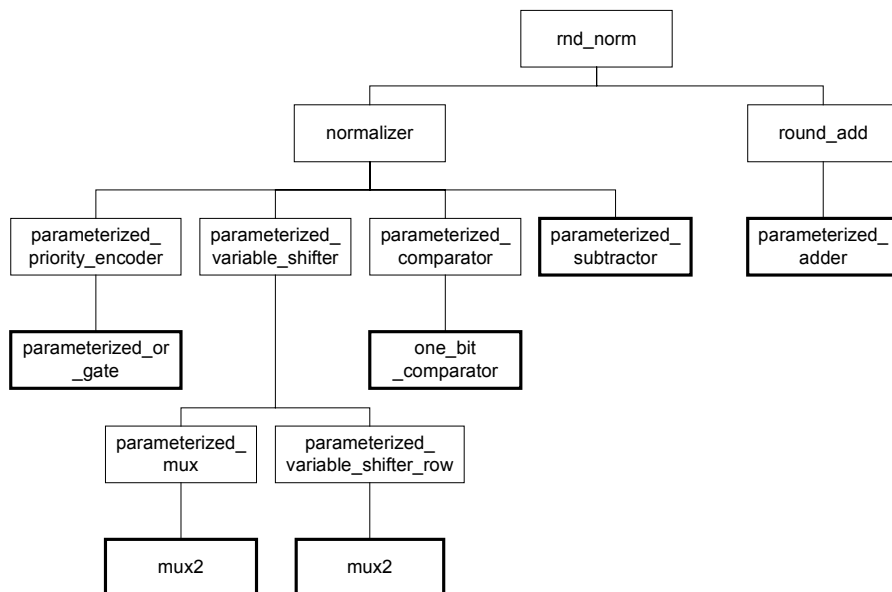 rnd_norm
normalizer
round_add
parameterized_
priority_encoder
parameterized_
variable_shifter
parameterized_
comparator
parameterized_
subtractor
parameterized_
adder
parameterized_or
_gate
one_bit
_comparator
parameterized_
mux
parameterized_
variable_shifter_row
mux2
mux2